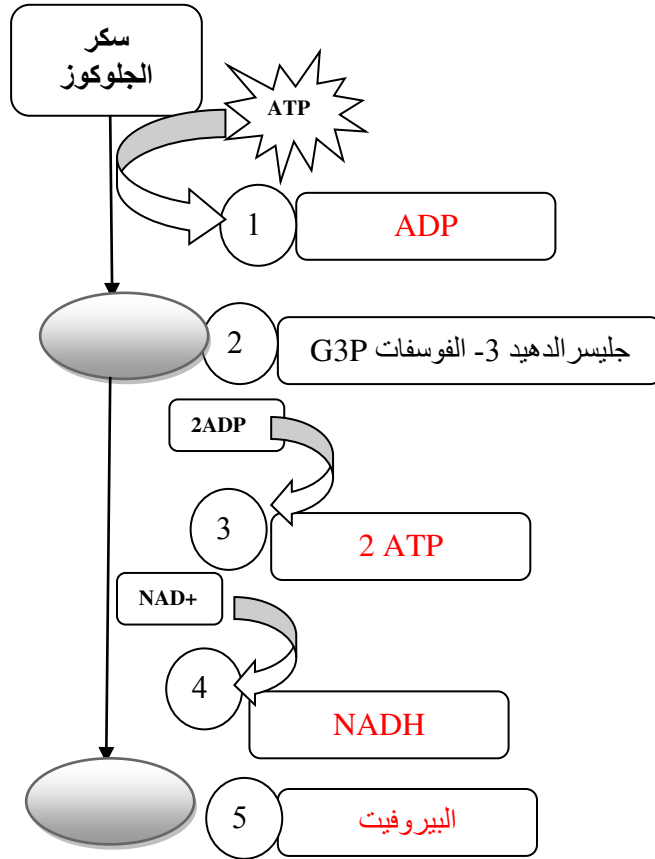 سكر
الجلوكوز
ATP
1
ADP
2
جليسرالدهيد 3- الفوسفات G3P
2ADP
3
2 ATP
NAD+
4
NADH
5
البيروفيت